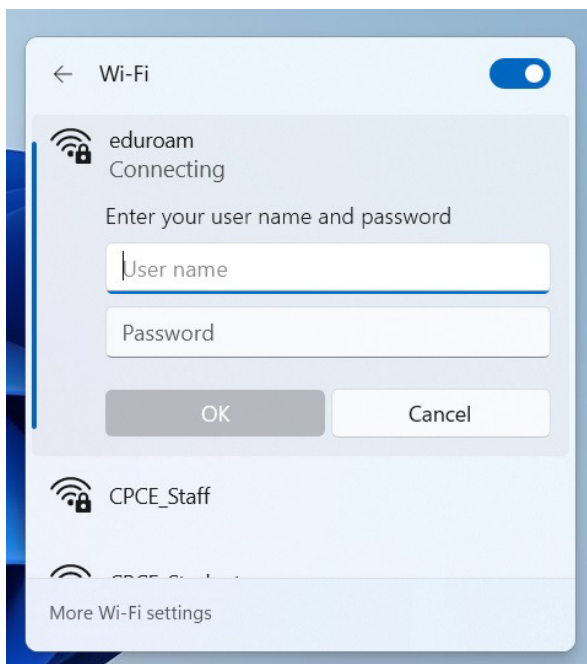 Wi-Fi
eduroam
Connecting
Enter your user name and password
User name
Password
OK Cancel
CPCE_Staff
More Wi-Fi settings